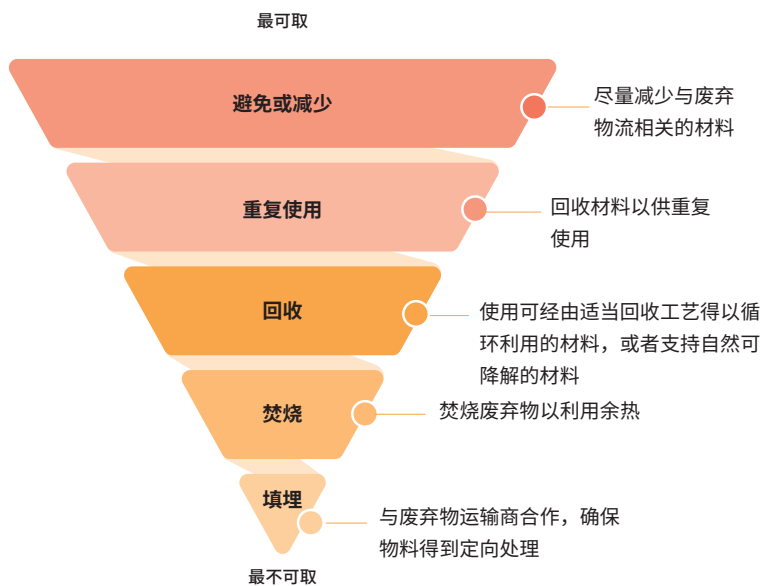 最可取
避免或减少
尽量减少与废弃
物流相关的材料
重复使用
回收材料以供重复
使用
回收
使用可经由适当回收工艺得以循
环利用的材料，或者支持自然可
降解的材料
焚烧
焚烧废弃物以利用余热
填埋
与废弃物运输商合作，确保
物料得到定向处理
最不可取